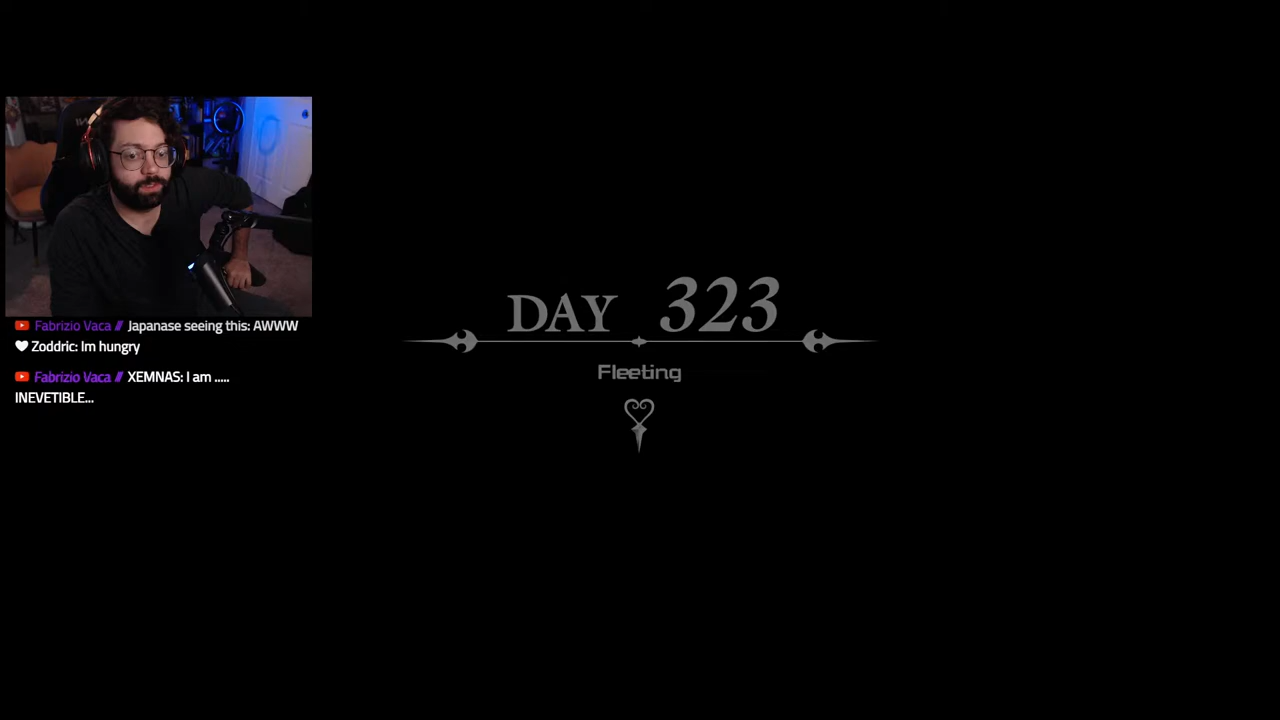 DAY 323
Fleeting
Fabrizio Vaca // Japanase seeing this: AWWW
Zoddric: Im hungry
Fabrizio Vaca // XEMNAS: I am .....
INEVETIBLE...